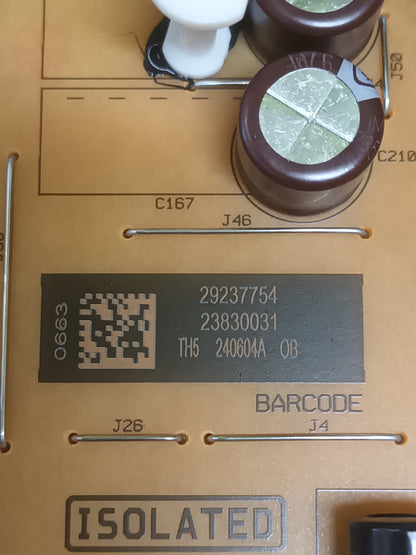 J50
C210
C167
J46
0663
29237754
23830031
TH5 240604A OB
BARCODE
J26
J4
ISOLATED